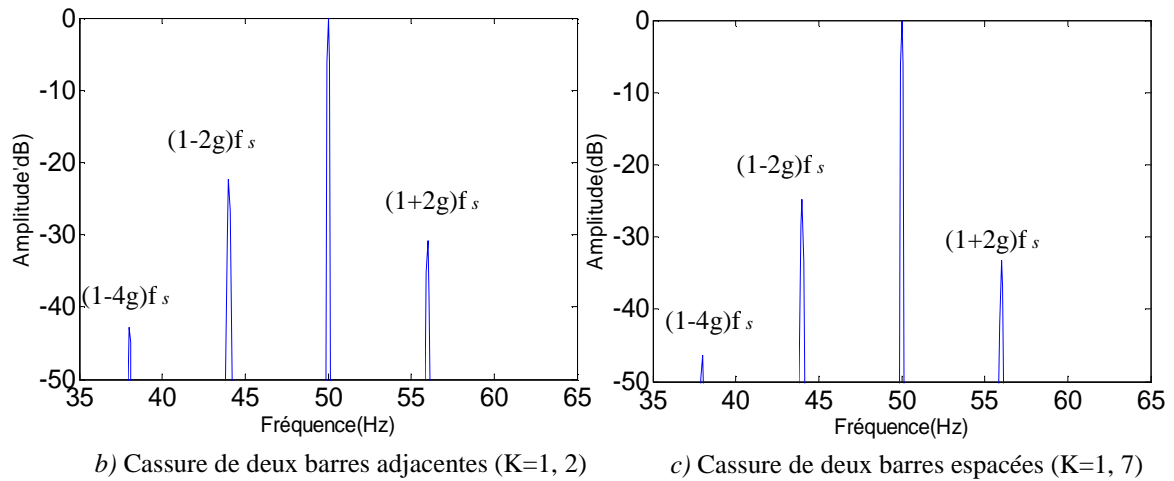 0
-10
-20
-30
-40
-50
Amplitude'dB)
(1-2g)f s
(1+2g)f s
(1-4g)f s
35 40 45 50 55 60 65
Fréquence(Hz)
b) Cassure de deux barres adjacentes (K=1, 2)
0
-10
-20
-30
-40
-50
Amplitude(dB)
(1-2g)f s
(1+2g)f s
(1-4g)f s
35 40 45 50 55 60 65
Fréquence(Hz)
c) Cassure de deux barres espacées (K=1, 7)